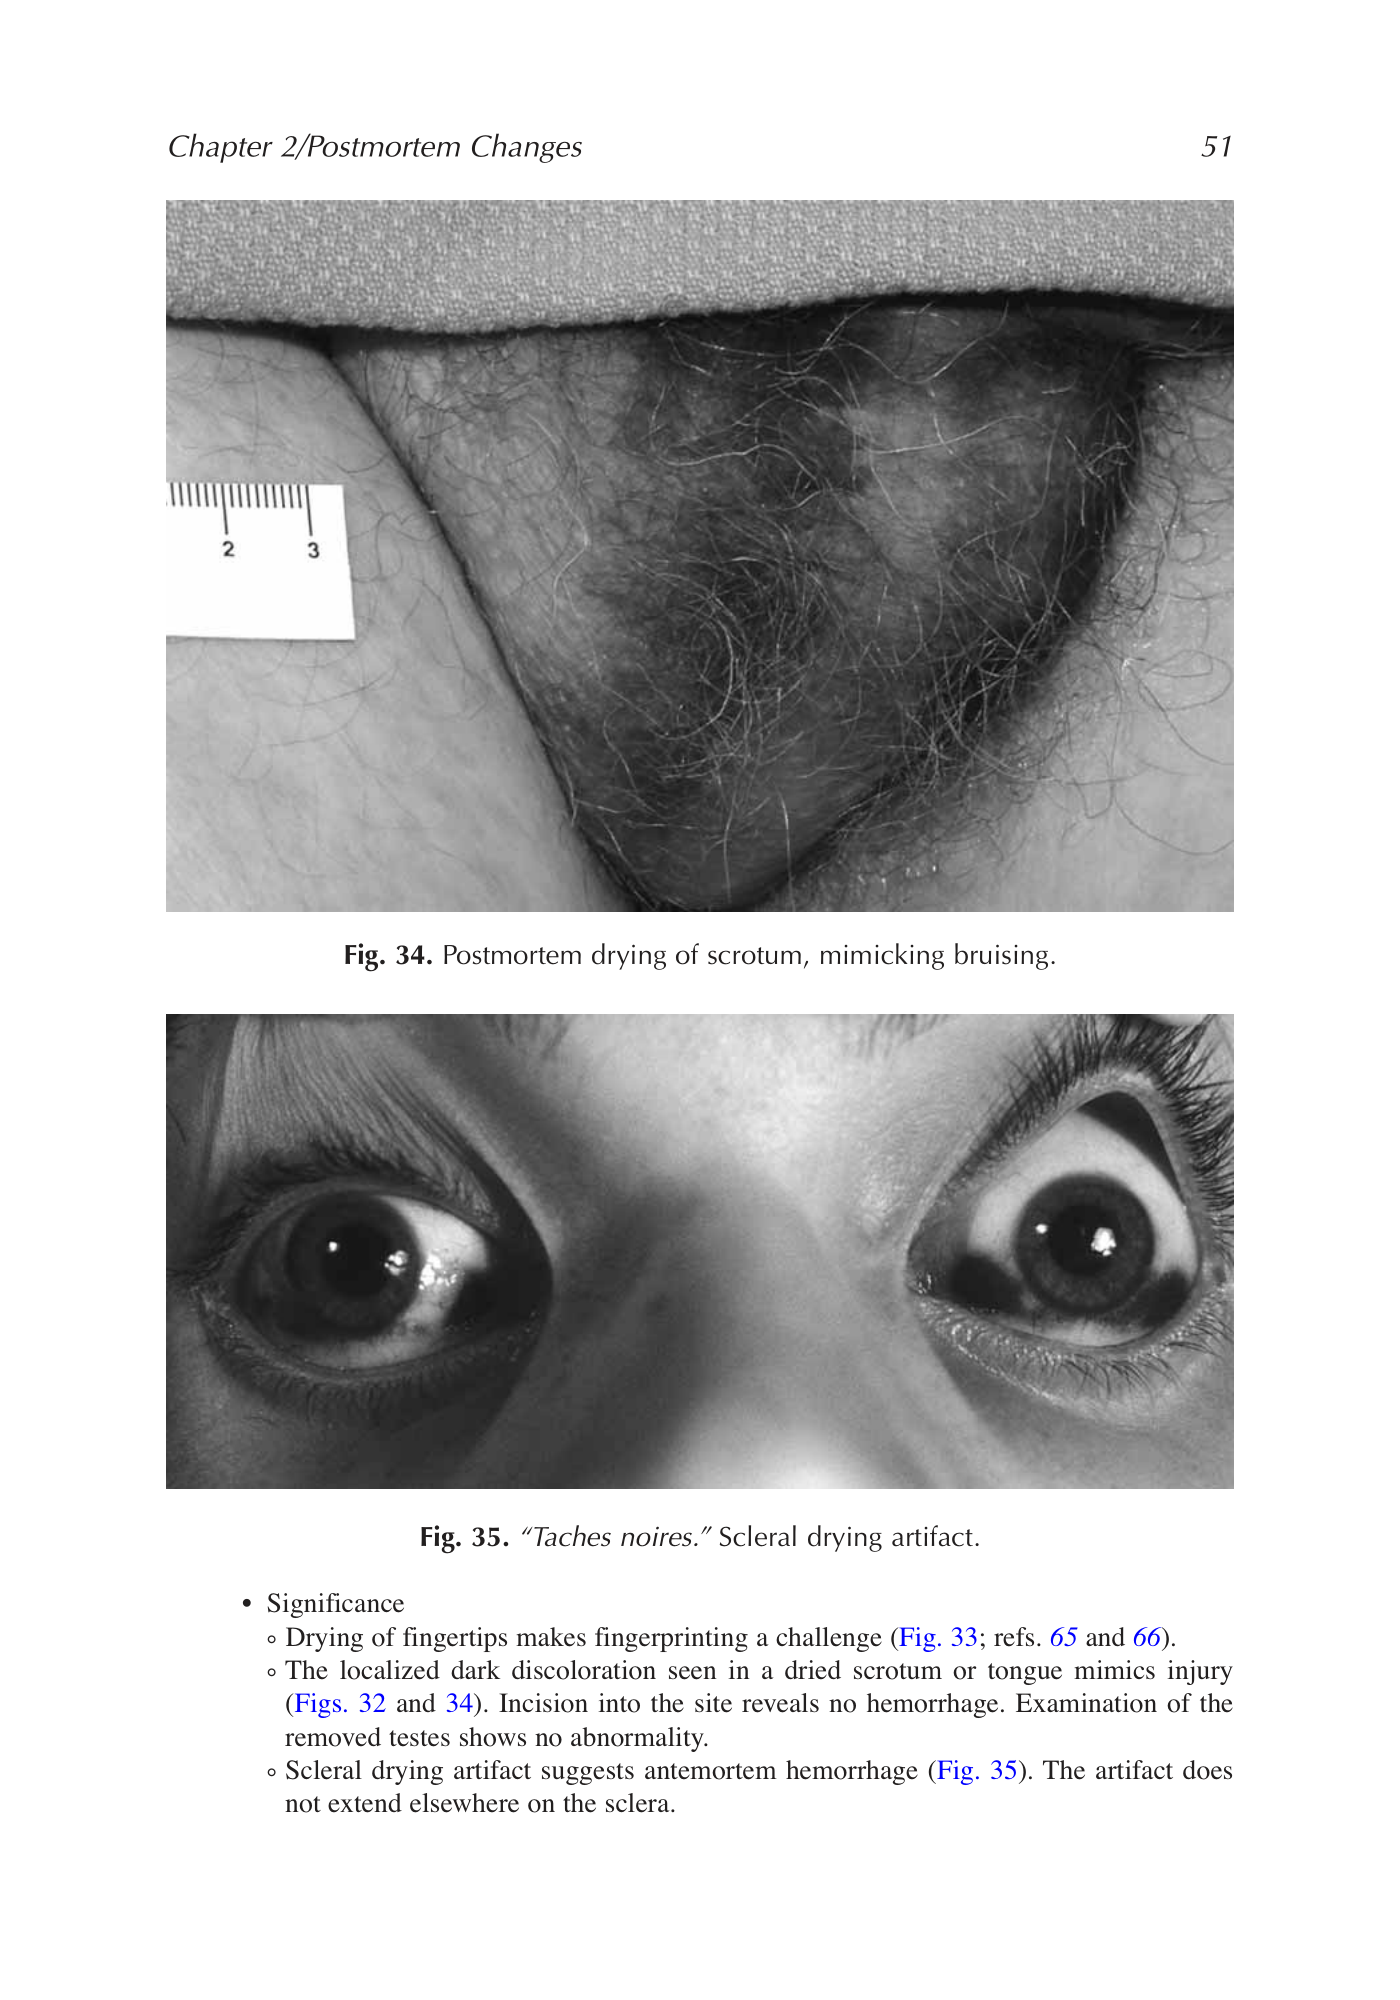 Chapter 2/Postmortem Changes 51
2 3
Fig. 34. Postmortem drying of scrotum, mimicking bruising.
Fig. 35. “Taches noires.” Scleral drying artifact.
• Significance
◦ Drying of fingertips makes fingerprinting a challenge (Fig. 33; refs. 65 and 66).
◦ The localized dark discoloration seen in a dried scrotum or tongue mimics injury
(Figs. 32 and 34). Incision into the site reveals no hemorrhage. Examination of the
removed testes shows no abnormality.
◦ Scleral drying artifact suggests antemortem hemorrhage (Fig. 35). The artifact does
not extend elsewhere on the sclera.